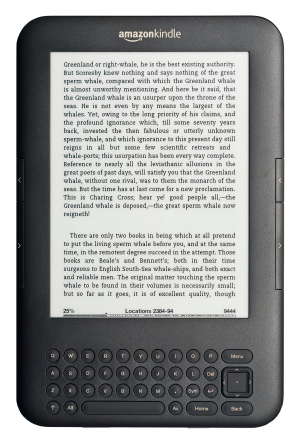 amazonkindle
Greenland or right-whale, he is the best existing authority.
But Scoresby knew nothing and says nothing of the great
sperm whale, compared with which the Greenland whale
is almost unworthy mentioning. And here be it said, that
the Greenland whale is an usurper upon the throne of the
seas. He is not even by any means the largest of the
whales. Yet, owing to the long priority of his claims, and
the profound ignorance which, till some seventy years
back, invested the then fabulous or utterly unknown
sperm-whale, and which ignorance to this present day still
reigns in all but some few scientific retreats and
whale-ports; this usurpation has been every way complete.
Reference to nearly all the leviathanic allusions in the
great poets of past days, will satisfy you that the Greenland
whale, without one rival, was to them the monarch of the
seas. But the time has at last come for a new proclamation.
This is Charing Cross; hear ye! good people all,—the
Greenland whale is deposed,—the great sperm whale now
reigneth!
There are only two books in being which at all pretend
to put the living sperm whale before you, and at the same
time, in the remotest degree succeed in the attempt. Those
books are Beale's and Bennett's; both in their time
surgeons to English South-Sea whale-ships, and both exact
and reliable men. The original matter touching the sperm
whale to be found in their volumes is necessarily small;
but so far as it goes, it is of excellent quality, though
25% Locations 2384-94 9444
Q W E R T Y U I O P Menu
A S D F G H J K L Del
Z X C V B N M . Sym
Alt Aa Home Back